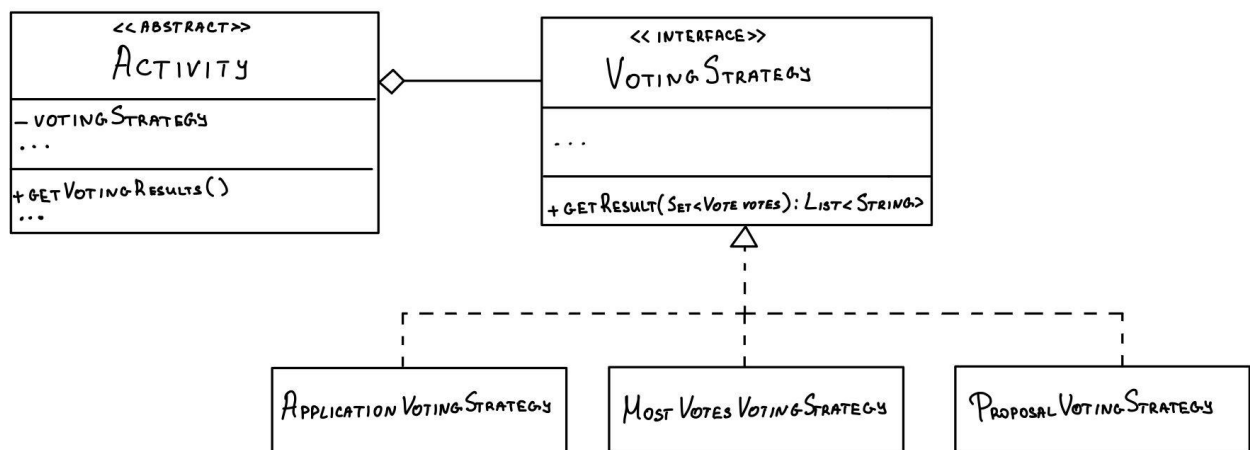 <<ABSTRACT>>
ACTIVITY
- VOTINGSTRATEGY
...
+ GETVOTINGRESULTS()
...
<<INTERFACE>>
VOTINGSTRATEGY
...
+ GETRESULT(SET<VOTE VOTES): LIST<STRING>
APPLICATIONVOTINGSTRATEGY
MOSTVOTESVOTINGSTRATEGY
PROPOSALVOTINGSTRATEGY